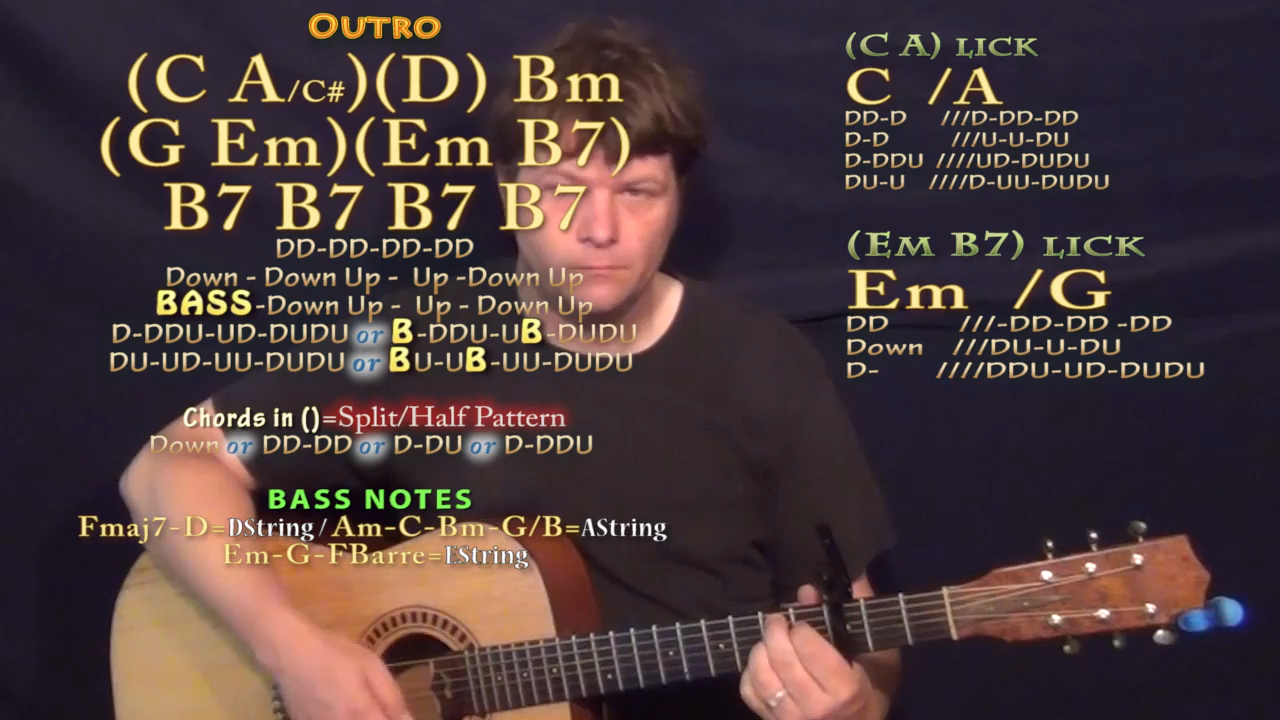 OUTRO
(C A/C#)(D) Bm
(G Em)(Em B7)
B7 B7 B7 B7
DD-DD-DD-DD
Down - Down Up - Up -Down Up
BASS-Down Up - Up - Down Up
D-DDU-UD-DUDU or B-DDU-UB-DUDU
DU-UD-UU-DUDU or BU-UB-UU-DUDU
Chords in ()=Split/Half Pattern
Down or DD-DD or D-DU or D-DDU
BASS NOTES
Fmaj7-D=DString / Am-C-Bm-G/B=AString
Em-G-FBarre=EString
(C A) LICK
C /A
DD-D ///D-DD-DD
D-D ///U-U-DU
D-DDU ////UD-DUDU
DU-U ////D-UU-DUDU
(Em B7) LICK
Em /G
DD ///-DD-DD -DD
Down ///DU-U-DU
D- ////DDU-UD-DUDU